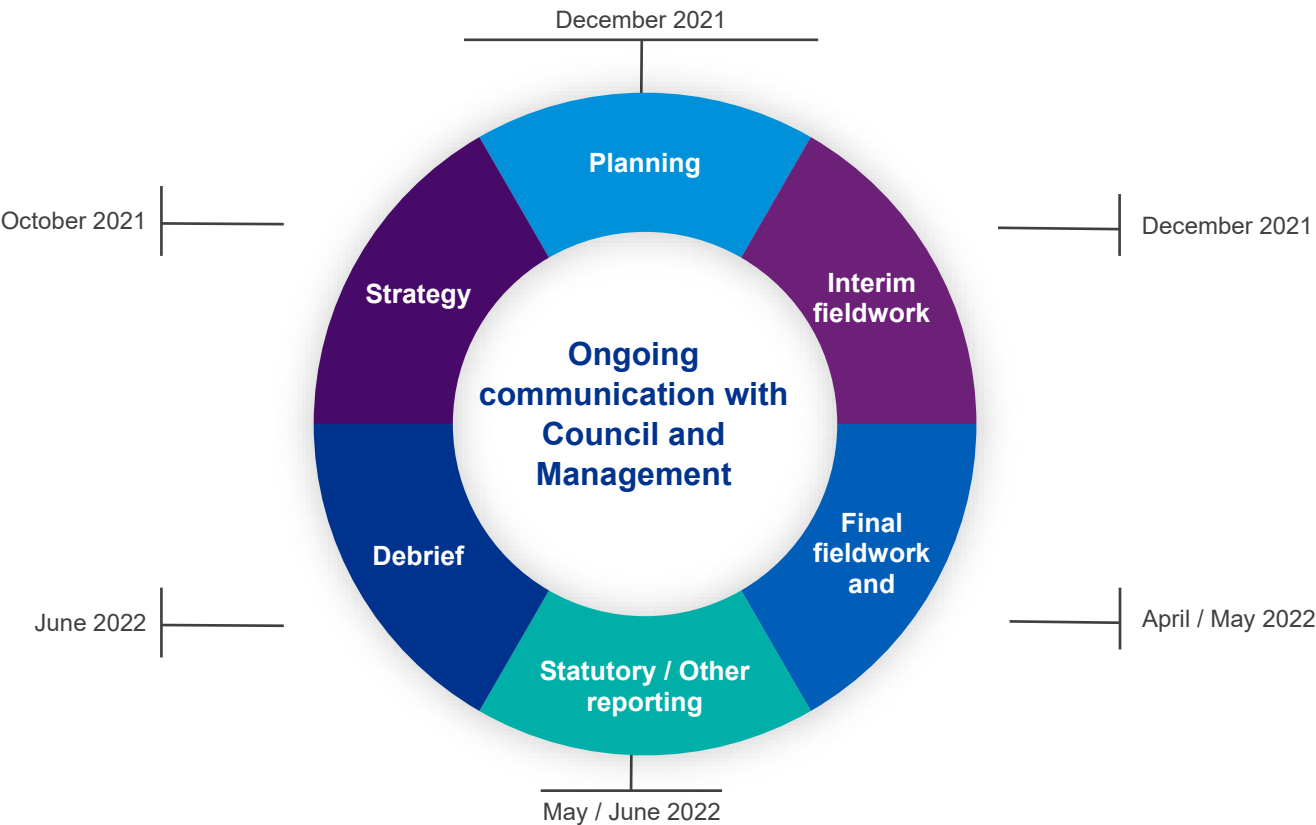 December 2021
Planning
October 2021
December 2021
Strategy
Interim
fieldwork
Ongoing
communication with
Council and
Management
Final
fieldwork
and
Debrief
June 2022
April / May 2022
Statutory / Other
reporting
May / June 2022